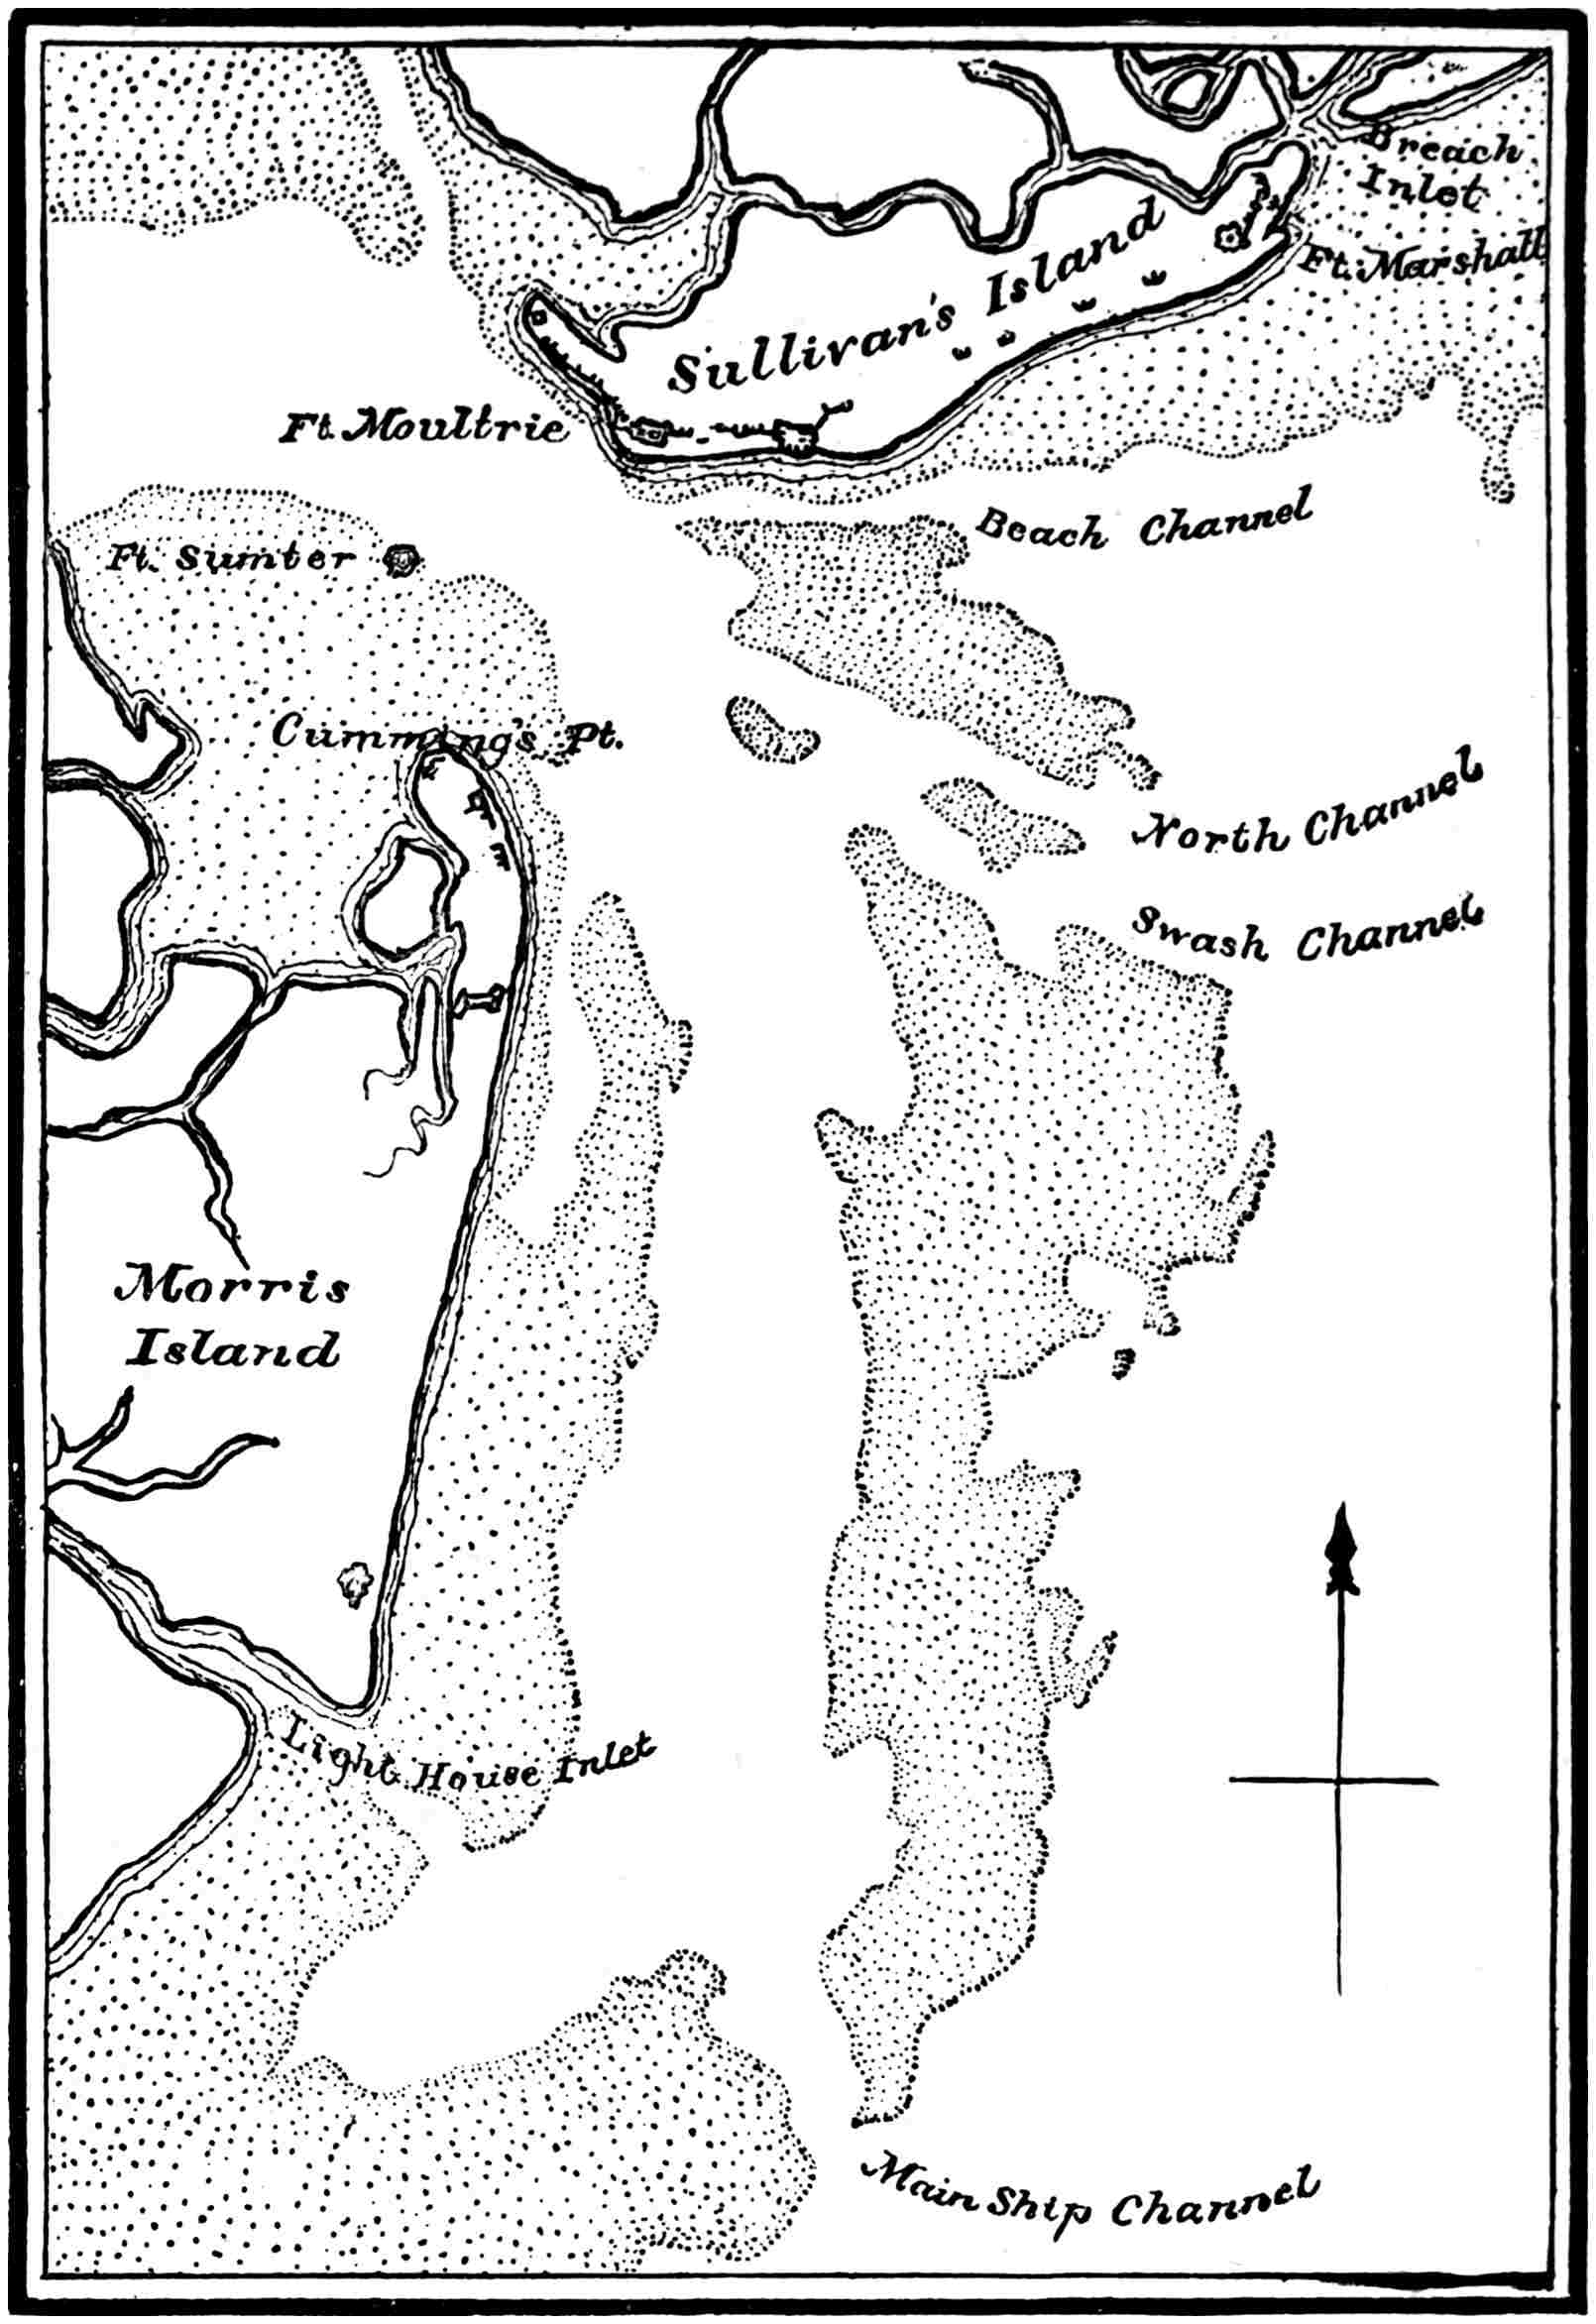 Breach
Inlet
Ft. Marshall
Sullivan's Island
Ft. Moultrie
Beach Channel
Ft. Sumter
Cumming's Pt.
North Channel
Swash Channel
Morris
Island
Light House Inlet
Main Ship Channel